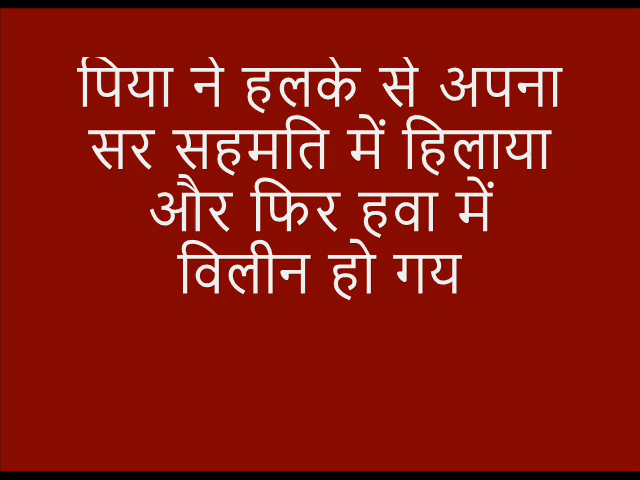 पिया ने हलके से अपना
सर सहमति में हिलाया
और फिर हवा में
विलीन हो गय